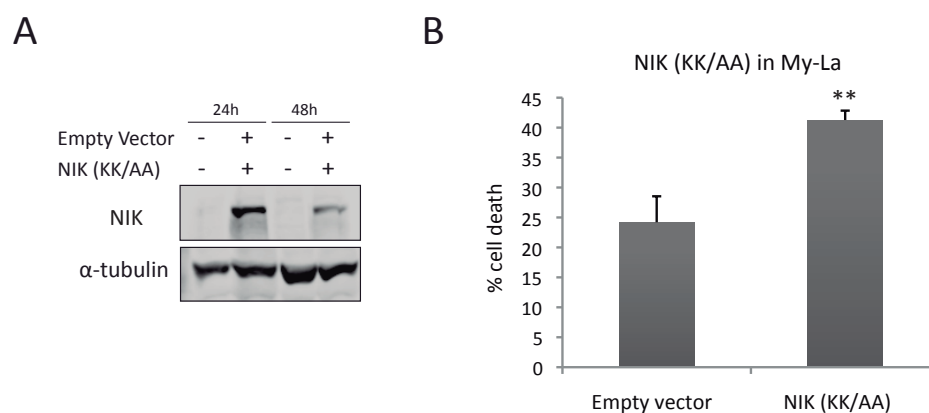 A
24h 48h
Empty Vector - + - +
NIK (KK/AA) - + - +
NIK
α-tubulin
B
NIK (KK/AA) in My-La
**
% cell death
45
40
35
30
25
20
15
10
5
0
Empty vector NIK (KK/AA)